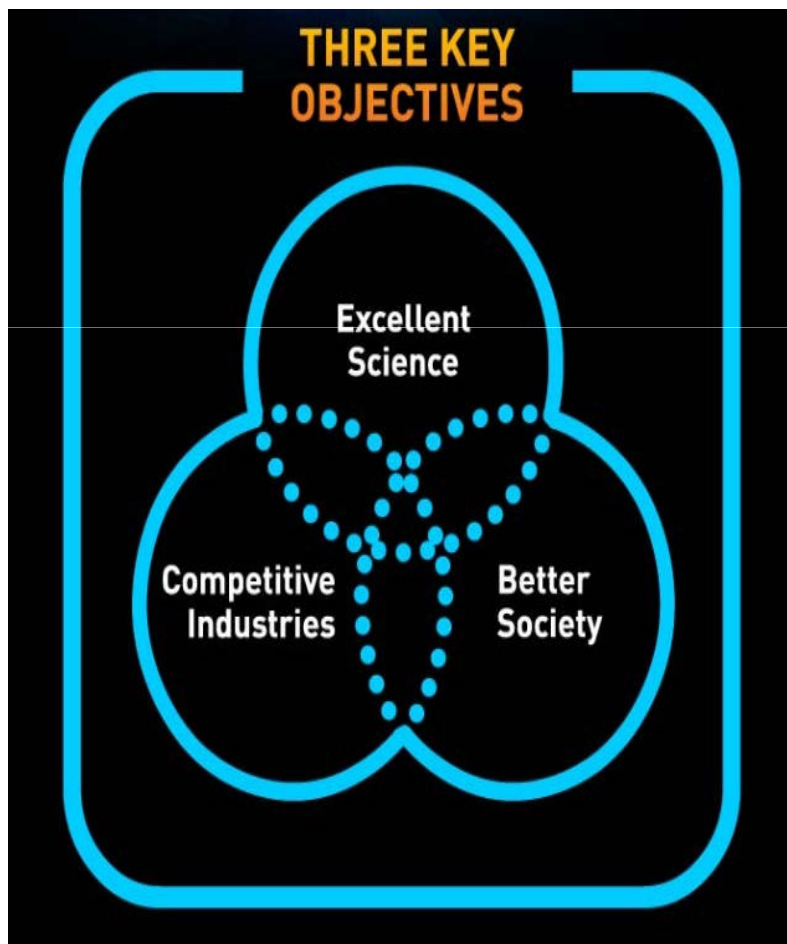 THREE KEY
OBJECTIVES
Excellent
Science
Competitive
Industries
Better
Society